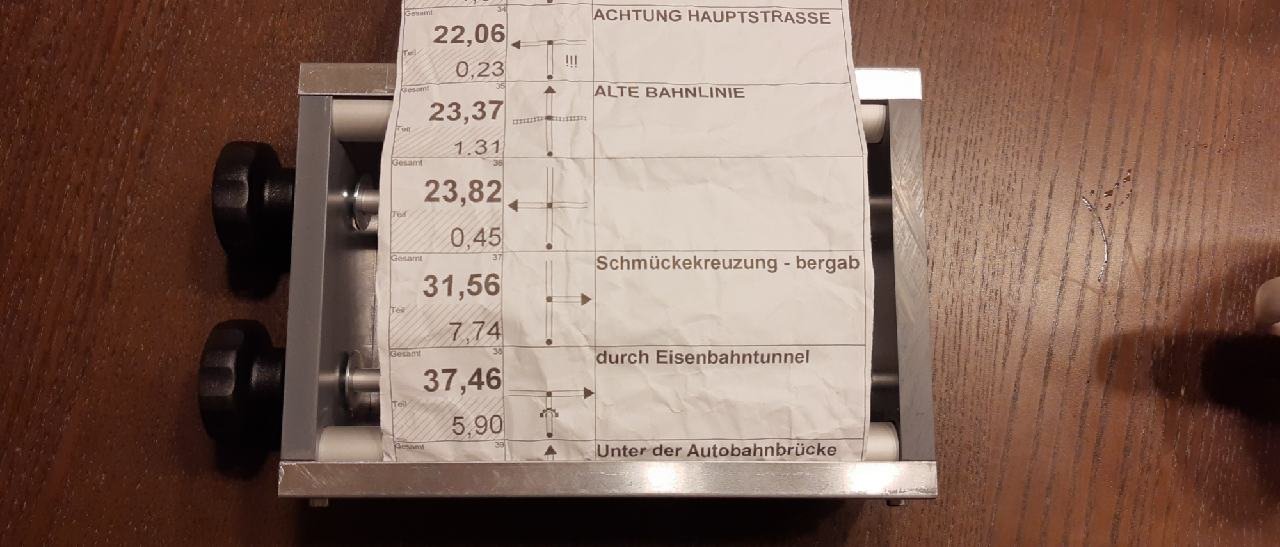 Gesamt 34
22,06
Teil
0,23
!!!
ACHTUNG HAUPTSTRASSE
Gesamt 35
23,37
Teil
1.31
ALTE BAHNLINIE
Gesamt 36
23,82
Teil
0,45
Gesamt 37
31,56
Teil
7,74
Schmückekreuzung - bergab
Gesamt 38
37,46
Teil
5,90
durch Eisenbahntunnel
Gesamt 39
Unter der Autobahnbrücke